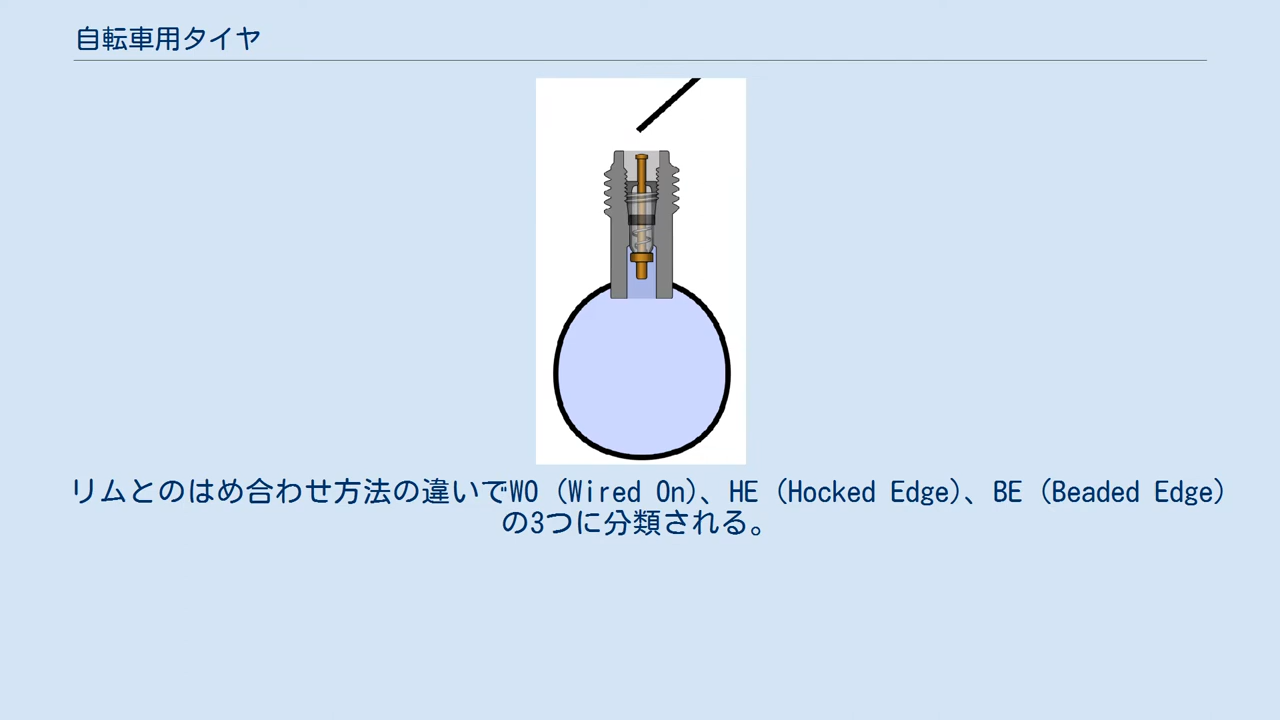 自転車用タイヤ
リムとのはめ合わせ方法の違いでWO (Wired On)、HE (Hocked Edge)、BE (Beaded Edge)
の3つに分類される。